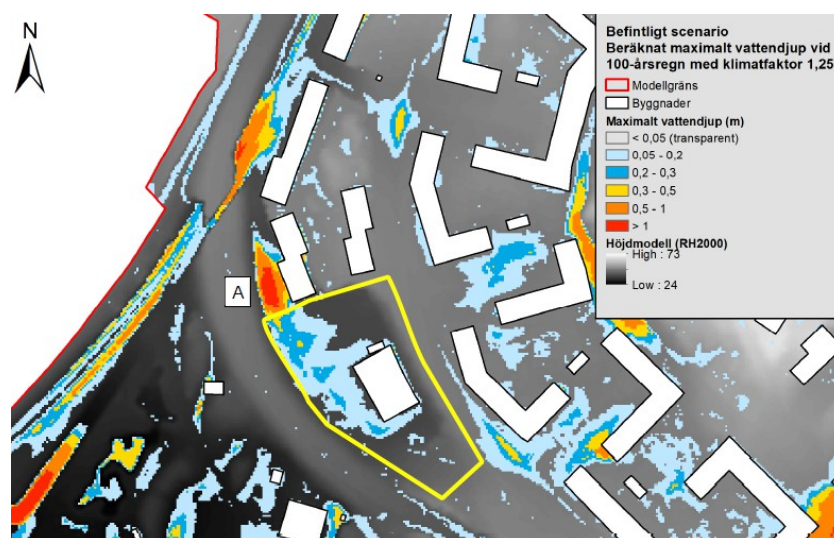 N
A
Befintligt scenario
Beräknat maximalt vattendjup vid
100-årsregn med klimatfaktor 1,25
Modellgräns
Byggnader
Maximalt vattendjup (m)
< 0,05 (transparent)
0,05 - 0,2
0,2 - 0,3
0,3 - 0,5
0,5 - 1
> 1
Höjdmodell (RH2000)
High : 73
Low : 24